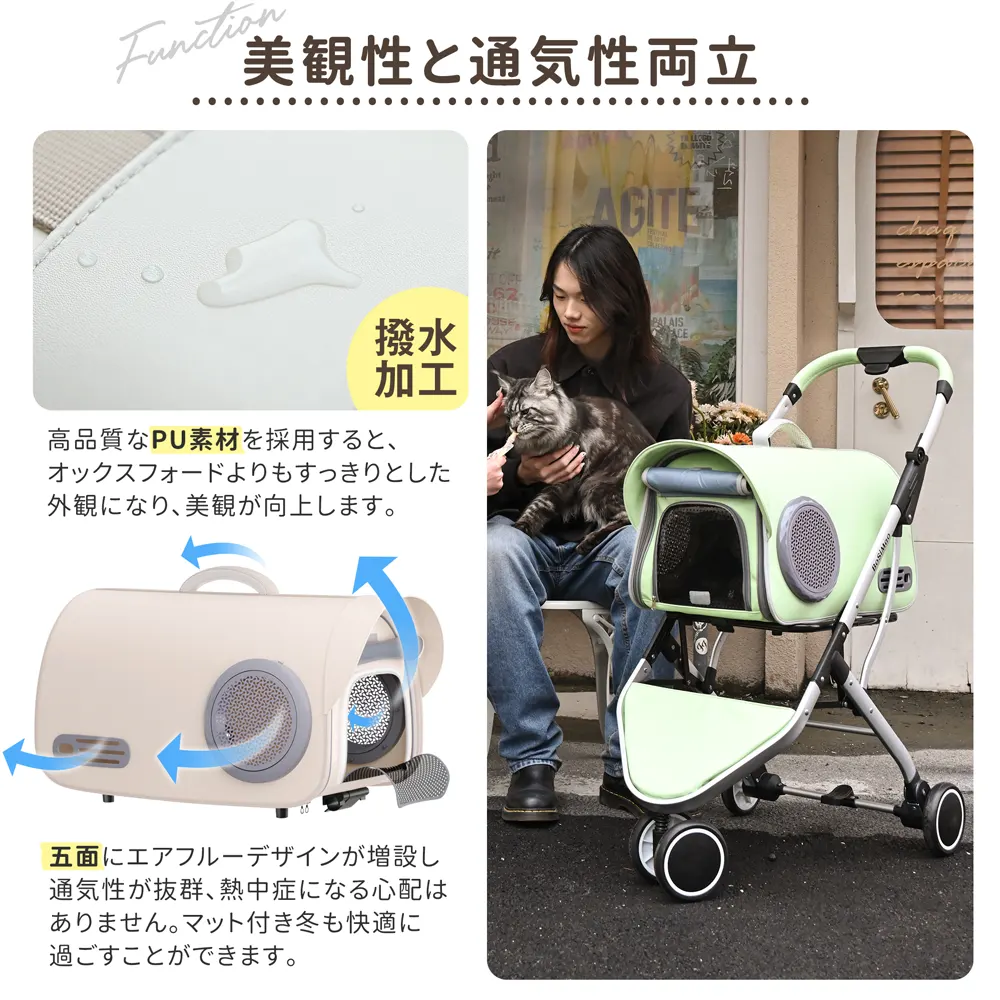 Function
美観性と通気性両立
撥水
加工
高品質なPU素材を採用すると、
オックスフォードよりもすっきりとした
外観になり、美観が向上します。
五面にエアフルーデザインが増設し
通気性が抜群、熱中症になる心配は
ありません。マット付き冬も快適に
過ごすことができます。
AGITE
PALAIS